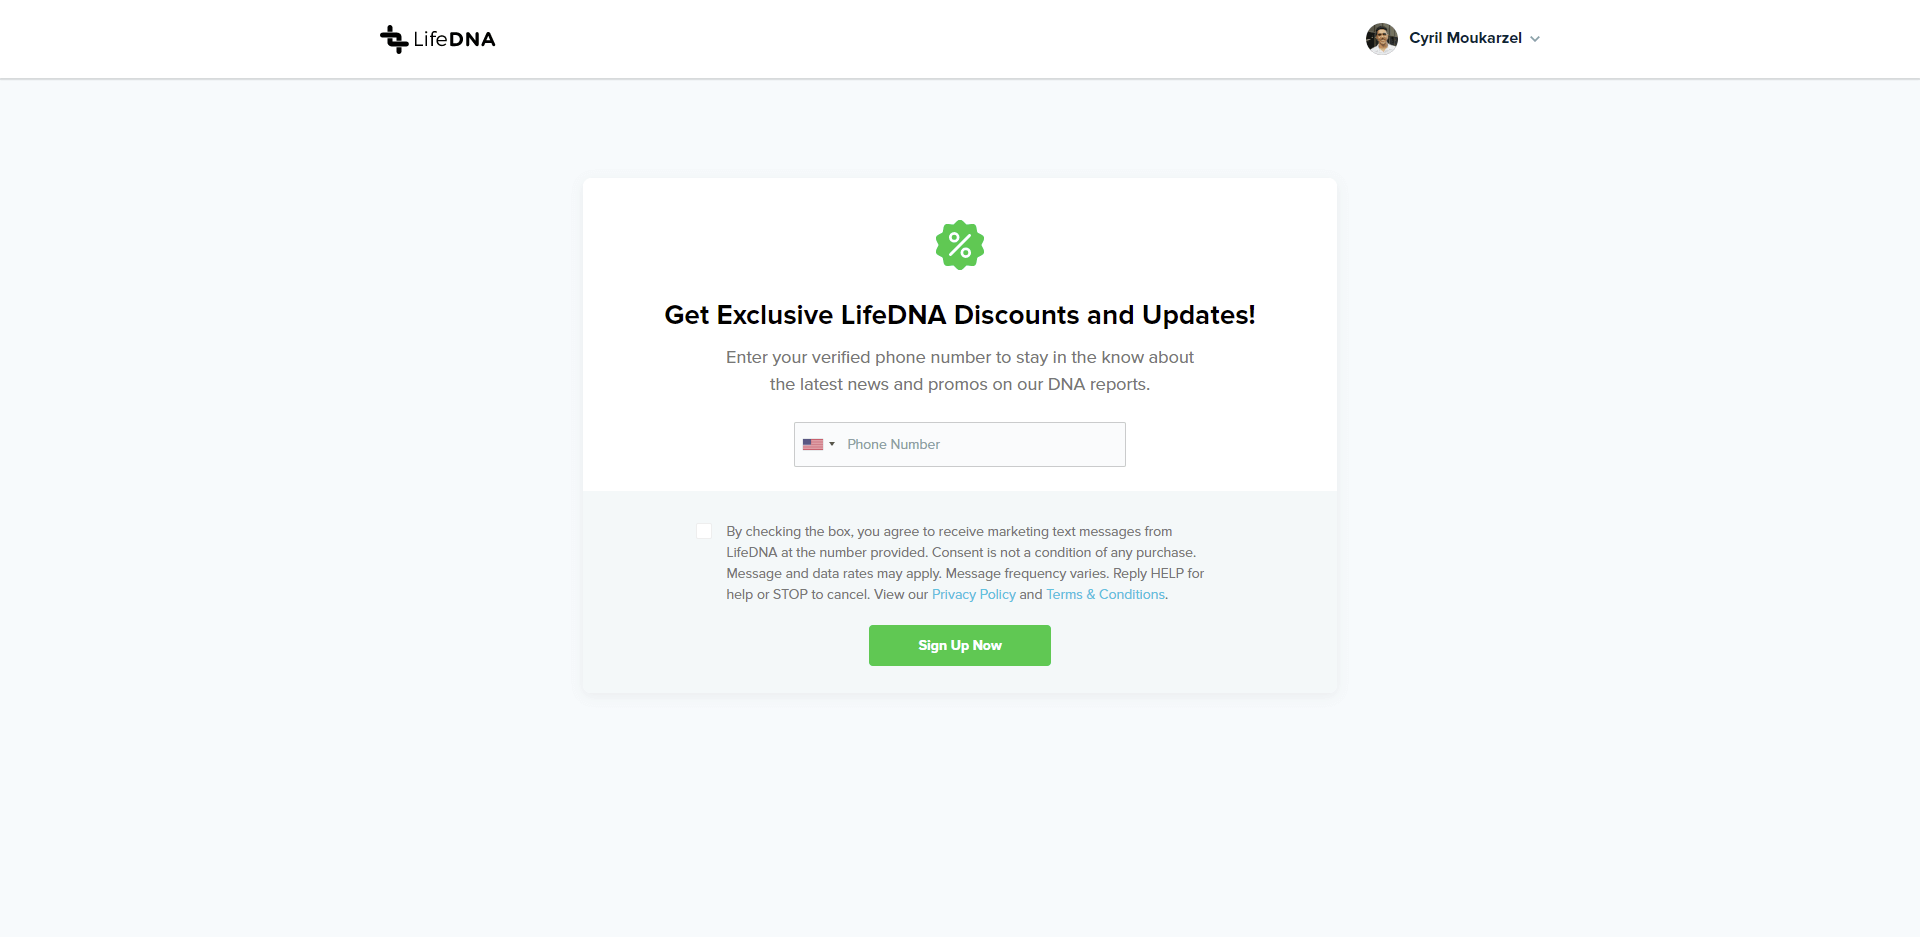 LifeDNA
Cyril Moukarzel
Get Exclusive LifeDNA Discounts and Updates!
Enter your verified phone number to stay in the know about
the latest news and promos on our DNA reports.
Phone Number
By checking the box, you agree to receive marketing text messages from
LifeDNA at the number provided. Consent is not a condition of any purchase.
Message and data rates may apply. Message frequency varies. Reply HELP for
help or STOP to cancel. View our Privacy Policy and Terms & Conditions.
Sign Up Now